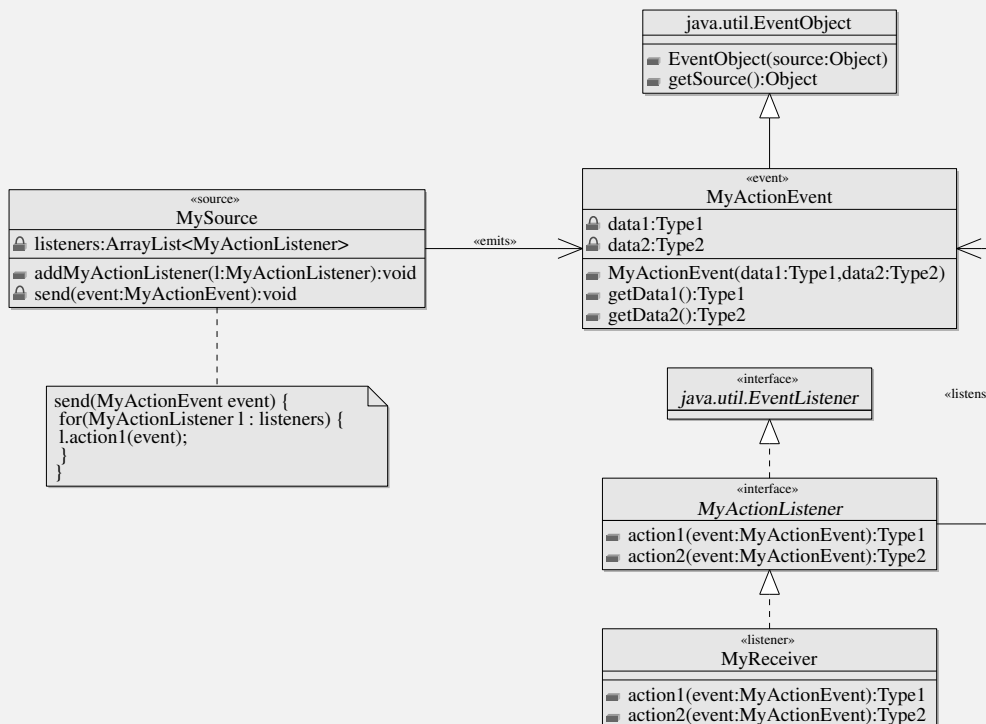 java.util.EventObject
EventObject(source:Object)
getSource():Object
«event»
MyActionEvent
data1:Type1
data2:Type2
MyActionEvent(data1:Type1,data2:Type2)
getData1():Type1
getData2():Type2
«source»
MySource
listeners:ArrayList<MyActionListener>
addMyActionListener(l:MyActionListener):void
send(event:MyActionEvent):void
«emits»
send(MyActionEvent event) {
for(MyActionListener l : listeners) {
l.action1(event);
}
}
«interface»
java.util.EventListener
«listens
«interface»
MyActionListener
action1(event:MyActionEvent):Type1
action2(event:MyActionEvent):Type2
«listener»
MyReceiver
action1(event:MyActionEvent):Type1
action2(event:MyActionEvent):Type2